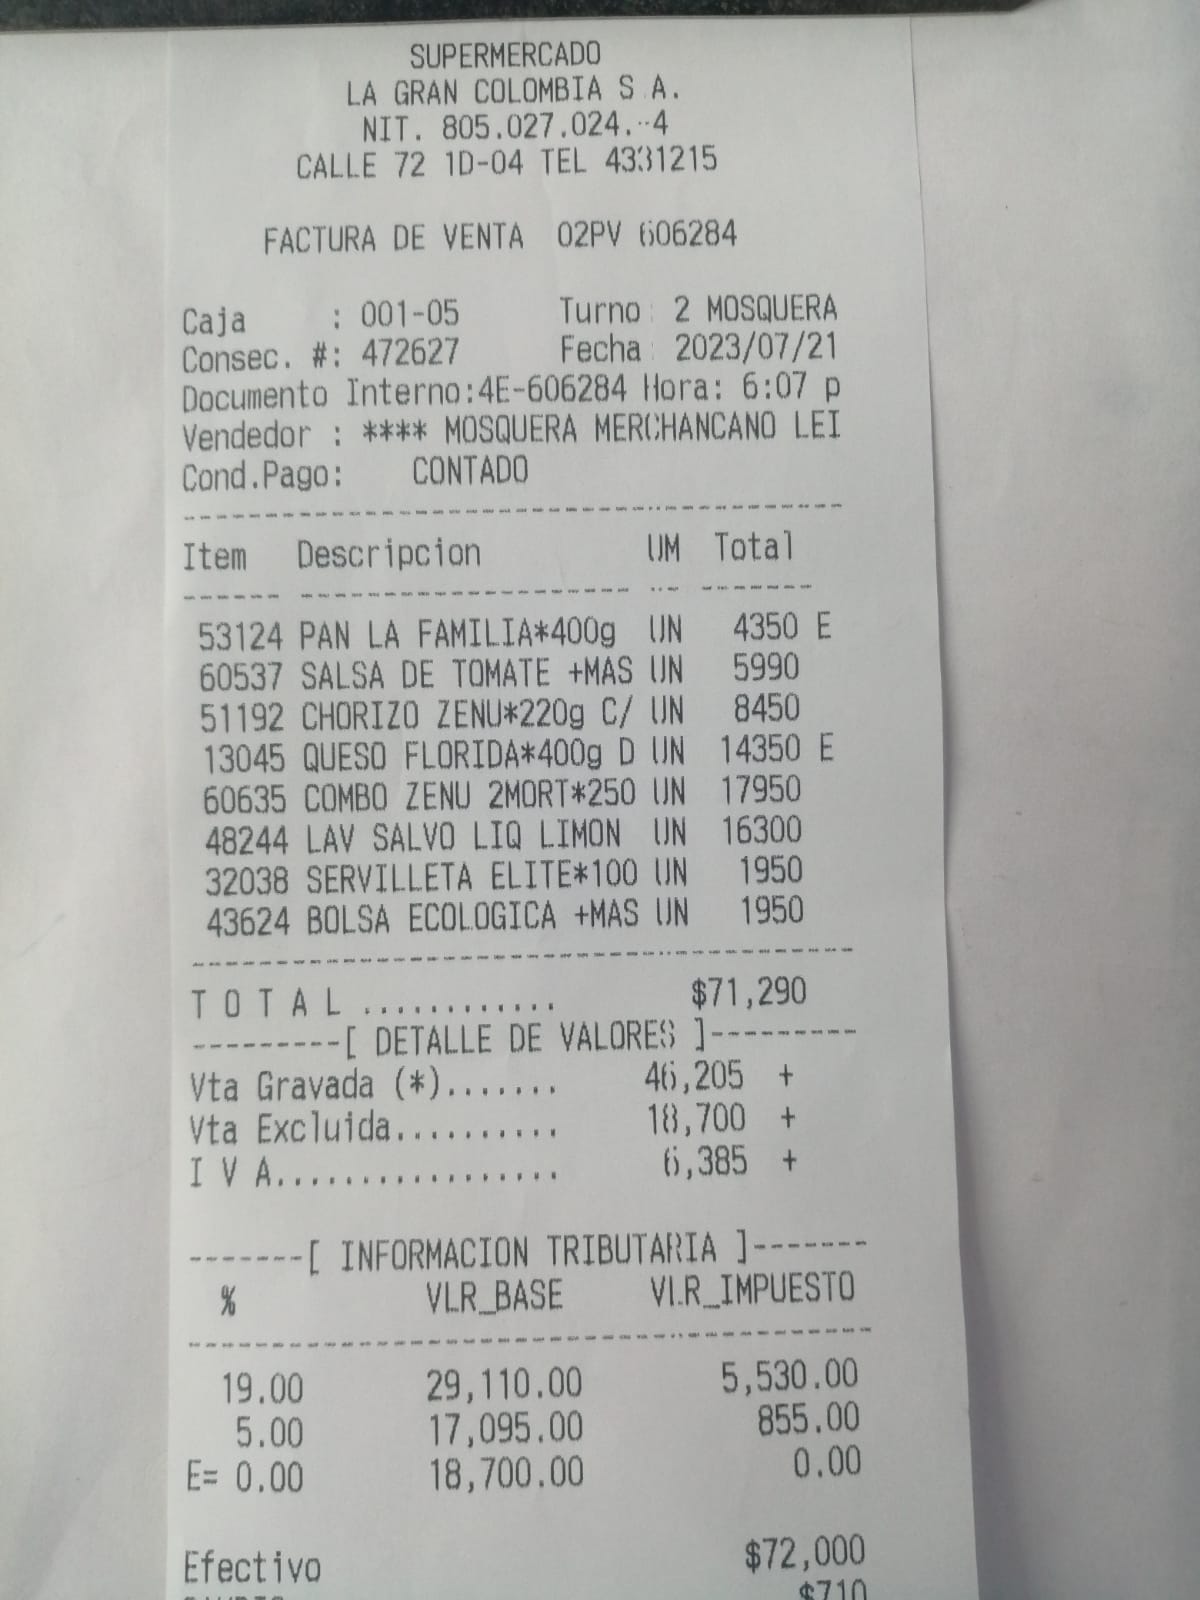 SUPERMERCADO
LA GRAN COLOMBIA S.A.
NIT. 805.027.024.-4
CALLE 72 1D-04 TEL 4331215
FACTURA DE VENTA 02PV 606284
Caja : 001-05 Turno : 2 MOSQUERA
Consec. #: 472627 Fecha : 2023/07/21
Documento Interno:4E-606284 Hora: 6:07 p
Vendedor : **** MOSQUERA MERCHANCANO LEI
Cond.Pago: CONTADO
----------------------------------------
Item Descripcion UM Total
------ -------------------- -- -------
53124 PAN LA FAMILIA*400g UN 4350 E
60537 SALSA DE TOMATE +MAS UN 5990
51192 CHORIZO ZENU*220g C/ UN 8450
13045 QUESO FLORIDA*400g D UN 14350 E
60635 COMBO ZENU 2MORT*250 UN 17950
48244 LAV SALVO LIQ LIMON UN 16300
32038 SERVILLETA ELITE*100 UN 1950
43624 BOLSA ECOLOGICA +MAS UN 1950
----------------------------------------
T O T A L ............ $71,290
---------[ DETALLE DE VALORES ]---------
Vta Gravada (*)....... 46,205 +
Vta Excluida.......... 18,700 +
I V A................. 6,385 +
-------[ INFORMACION TRIBUTARIA ]-------
% VLR_BASE VLR_IMPUESTO
----------------------------------------
19.00 29,110.00 5,530.00
5.00 17,095.00 855.00
E= 0.00 18,700.00 0.00
Efectivo $72,000
$710